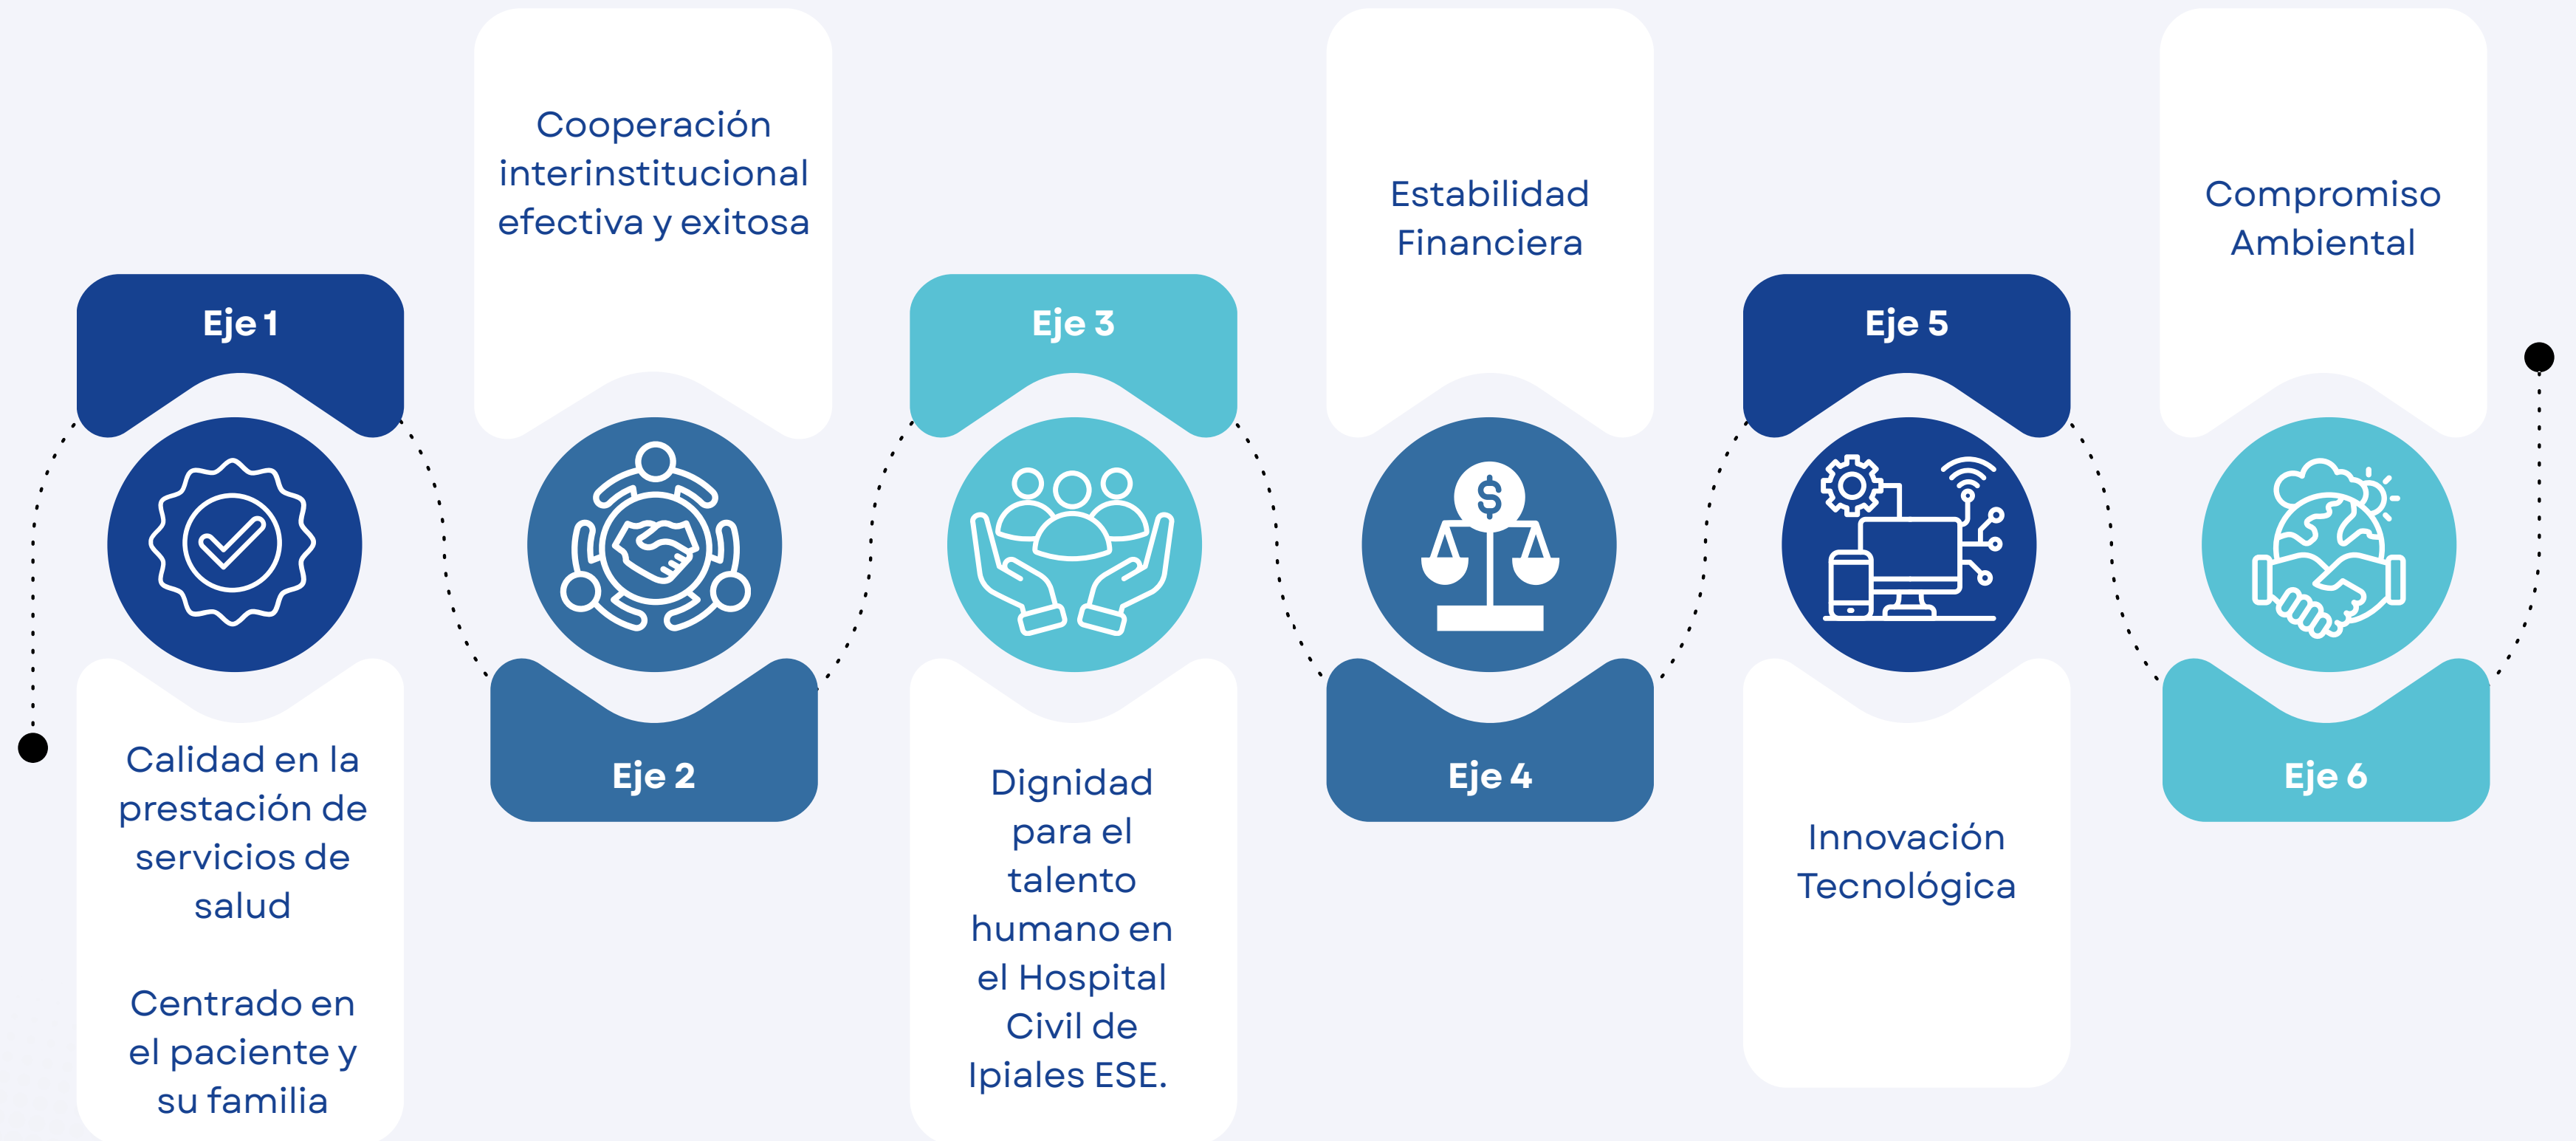 Eje 1
Calidad en la
prestación de
servicios de
salud
Centrado en
el paciente y
su familia
Cooperación
interinstitucional
efectiva y exitosa
Eje 2
Eje 3
Dignidad
para el
talento
humano en
el Hospital
Civil de
Ipiales ESE.
Estabilidad
Financiera
$
Eje 4
Eje 5
Innovación
Tecnológica
Compromiso
Ambiental
Eje 6